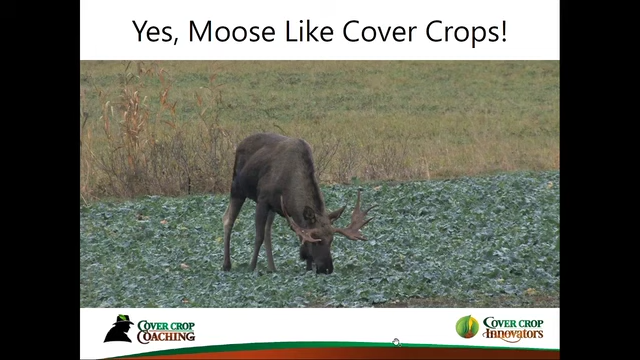 Yes, Moose Like Cover Crops!
COVER CROP
COACHING
COVER CROP
INNOVATORS